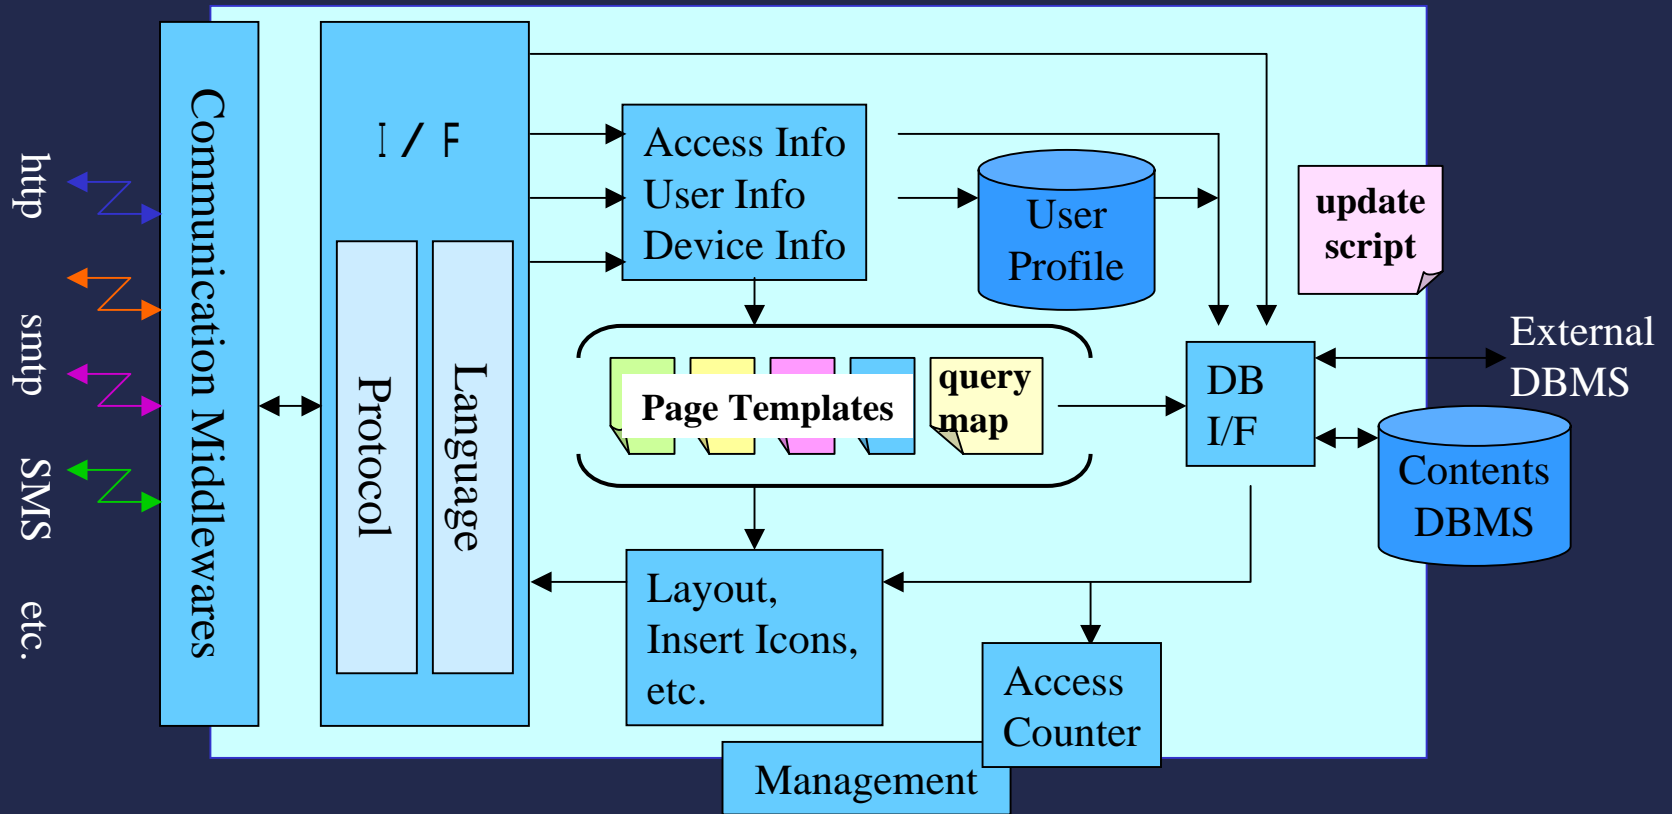 http
smtp
SMS
etc.
Communication Middlewares
I/F
Protocol
Language
Access Info
User Info
Device Info
User
Profile
update
script
Page Templates
query
map
DB
I/F
External
DBMS
Contents
DBMS
Layout,
Insert Icons,
etc.
Access
Counter
Management